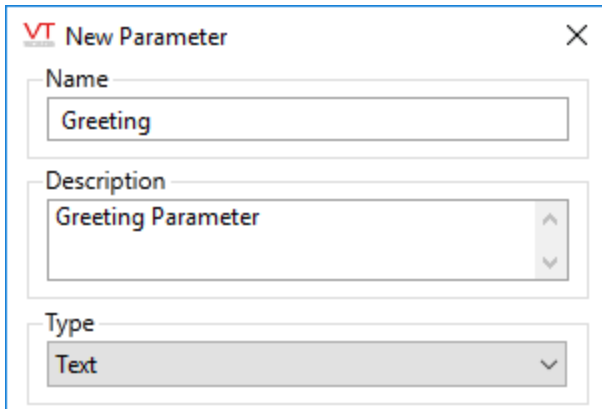 VT New Parameter
Name
Greeting
Description
Greeting Parameter
Type
Text